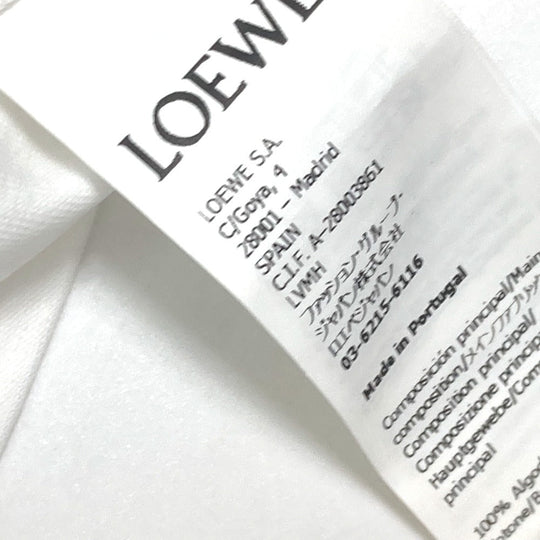 LOEWE
LOEWE S.A.
C/Goya, 4
28001 - Madrid
SPAIN
C.I.F. A-28003861
LVMH
ファッション・グループ・
ジャパン株式会社
ロエベジャパン
03-6215-6116
Made in Portugal
Composición principal/Main
composition/メインファブリック/
Composition principal/
Composizione principale
Hauptgewebe/Com
principal
100% Algod